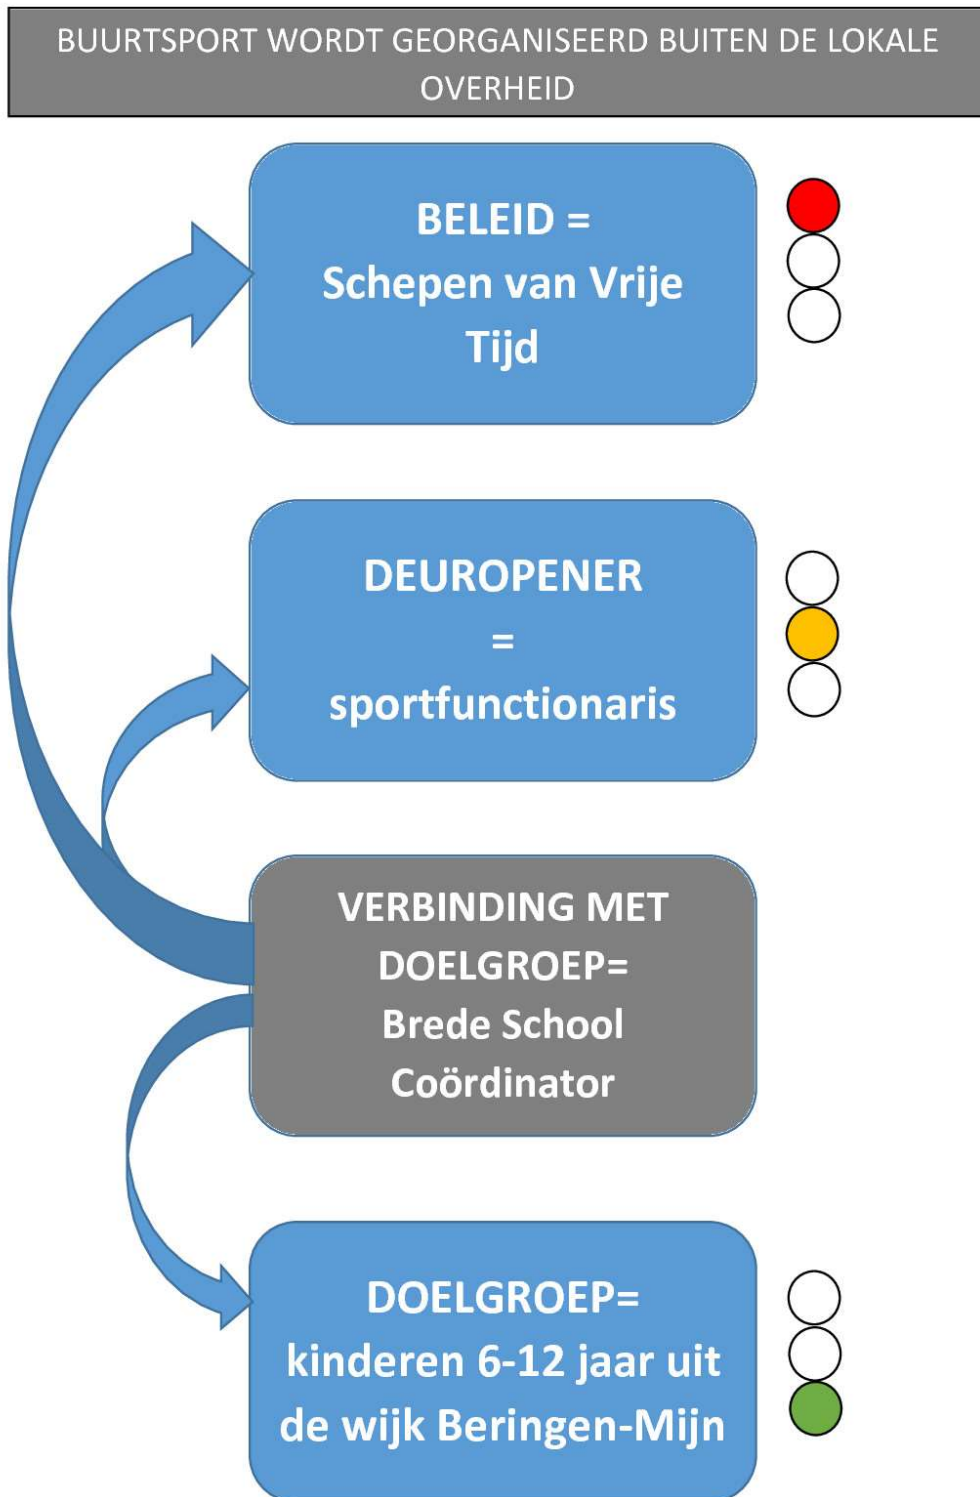 BUURTSPORT WORDT GEORGANISEERD BUITEN DE LOKALE
OVERHEID
BELEID =
Schepen van Vrije
Tijd
DEUROPENER
=
sportfunctionaris
VERBINDING MET
DOELGROEP=
Brede School
Coördinator
DOELGROEP=
kinderen 6-12 jaar uit
de wijk Beringen-Mijn